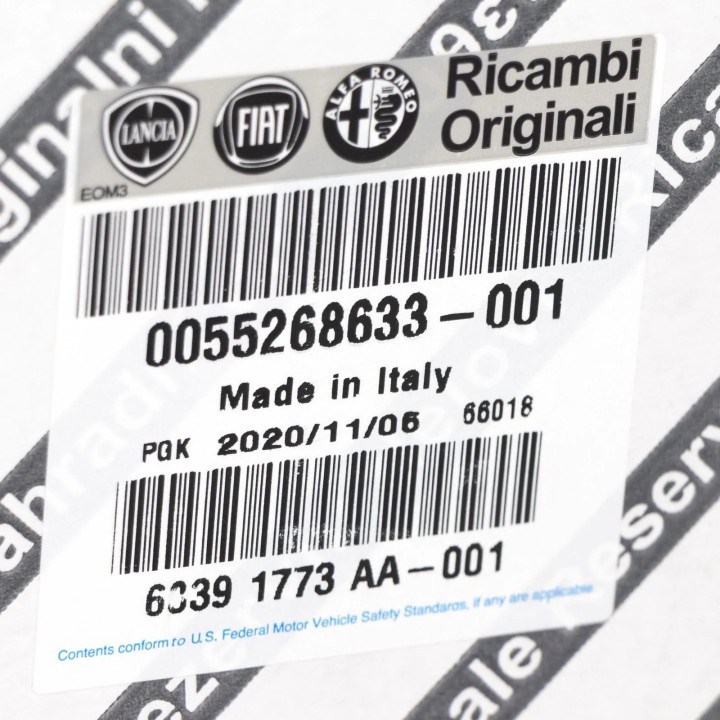 LANCIA FIAT ALFA ROMEO Ricambi
Originali
EOM3
0055268633-001
Made in Italy
PGK 2020/11/06 66018
6339 1773 AA-001
Contents conform to U.S. Federal Motor Vehicle Safety Standards, if any are applicable.